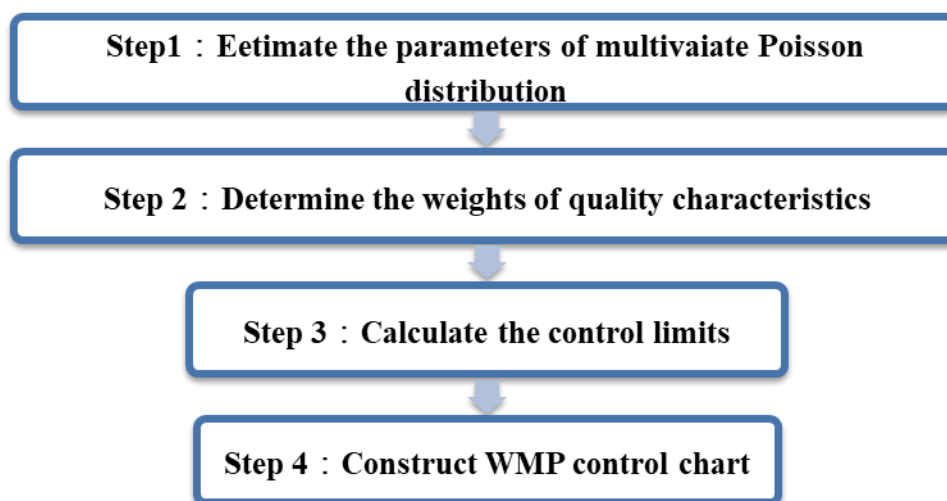 Step1：Eetimate the parameters of multivaiate Poisson
distribution
Step 2：Determine the weights of quality characteristics
Step 3：Calculate the control limits
Step 4：Construct WMP control chart